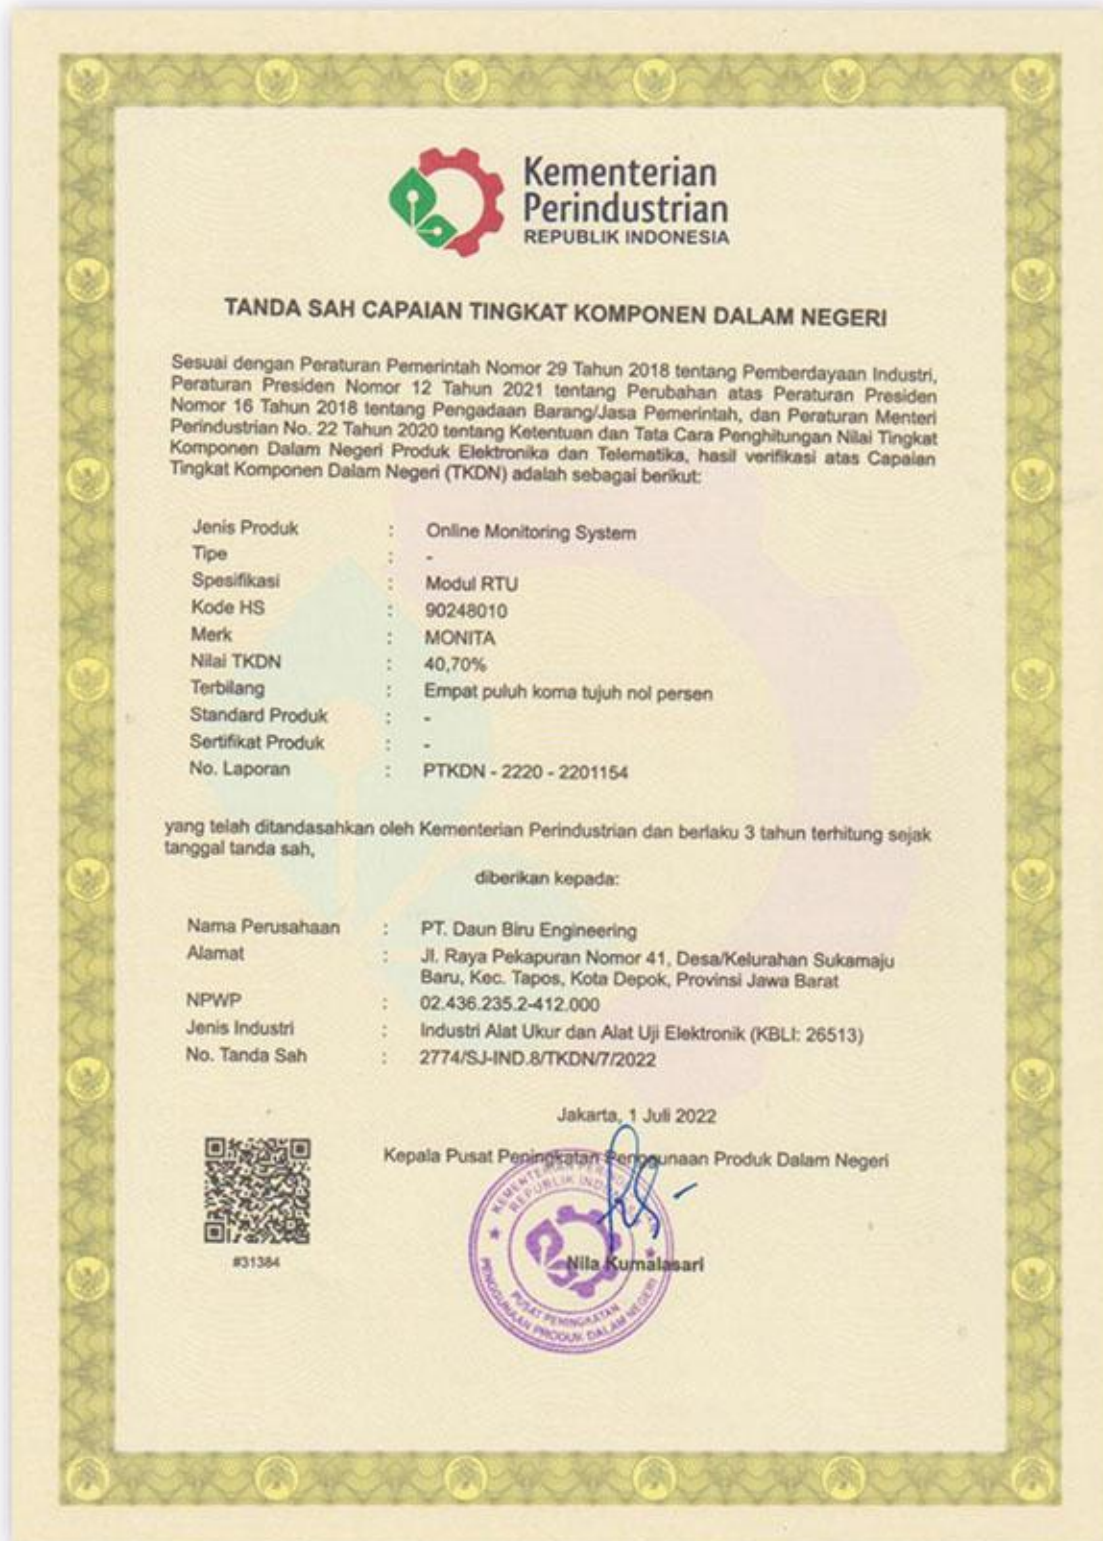 Kementerian
Perindustrian
REPUBLIK INDONESIA
TANDA SAH CAPAIAN TINGKAT KOMPONEN DALAM NEGERI
Sesuai dengan Peraturan Pemerintah Nomor 29 Tahun 2018 tentang Pemberdayaan Industri,
Peraturan Presiden Nomor 12 Tahun 2021 tentang Perubahan atas Peraturan Presiden
Nomor 16 Tahun 2018 tentang Pengadaan Barang/Jasa Pemerintah, dan Peraturan Menteri
Perindustrian No. 22 Tahun 2020 tentang Ketentuan dan Tata Cara Penghitungan Nilai Tingkat
Komponen Dalam Negeri Produk Elektronika dan Telematika, hasil verifikasi atas Capaian
Tingkat Komponen Dalam Negeri (TKDN) adalah sebagai berikut:
Jenis Produk : Online Monitoring System
Tipe : -
Spesifikasi : Modul RTU
Kode HS : 90248010
Merk : MONITA
Nilai TKDN : 40,70%
Terbilang : Empat puluh koma tujuh nol persen
Standard Produk : -
Sertifikat Produk : -
No. Laporan : PTKDN - 2220 - 2201154
yang telah ditandasahkan oleh Kementerian Perindustrian dan berlaku 3 tahun terhitung sejak
tanggal tanda sah,
diberikan kepada:
Nama Perusahaan : PT. Daun Biru Engineering
Alamat : Jl. Raya Pekapuran Nomor 41, Desa/Kelurahan Sukamaju
Baru, Kec. Tapos, Kota Depok, Provinsi Jawa Barat
NPWP : 02.436.235.2-412.000
Jenis Industri : Industri Alat Ukur dan Alat Uji Elektronik (KBLI: 26513)
No. Tanda Sah : 2774/SJ-IND.8/TKDN/7/2022
Jakarta, 1 Juli 2022
Kepala Pusat Peningkatan Penggunaan Produk Dalam Negeri
REPUBLIK
PUSAT PENINGKATAN
PENGGUNAAN PRODUK DALAM NEGERI
Nila Kumalasari
#31384